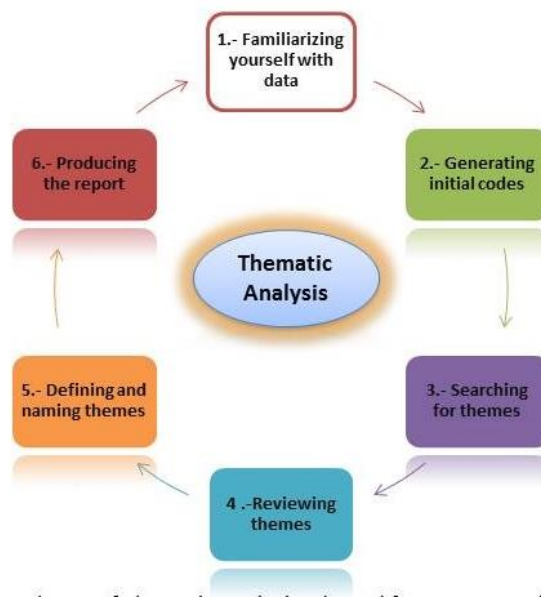 1.- Familiarizing
yourself with
data
2.- Generating
initial codes
3.- Searching
for themes
4 .-Reviewing
themes
5.- Defining and
naming themes
6.- Producing
the report
Thematic
Analysis